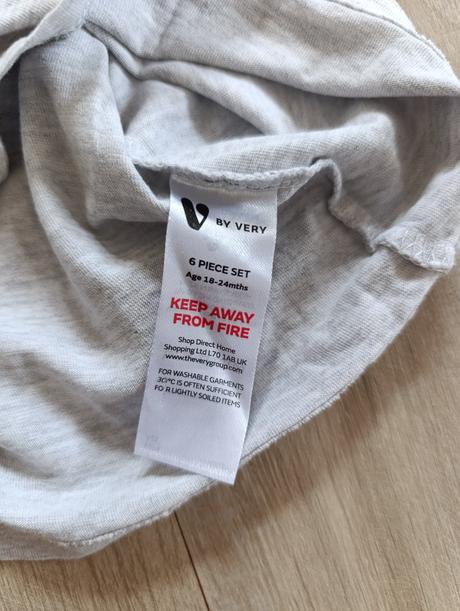 V BY VERY
6 PIECE SET
Age 18-24mths
KEEP AWAY
FROM FIRE
Shop Direct Home
Shopping Ltd L70 1AB UK
www.theverygroup.com
FOR WASHABLE GARMENTS
30°C IS OFTEN SUFFICIENT
FOR LIGHTLY SOILED ITEMS